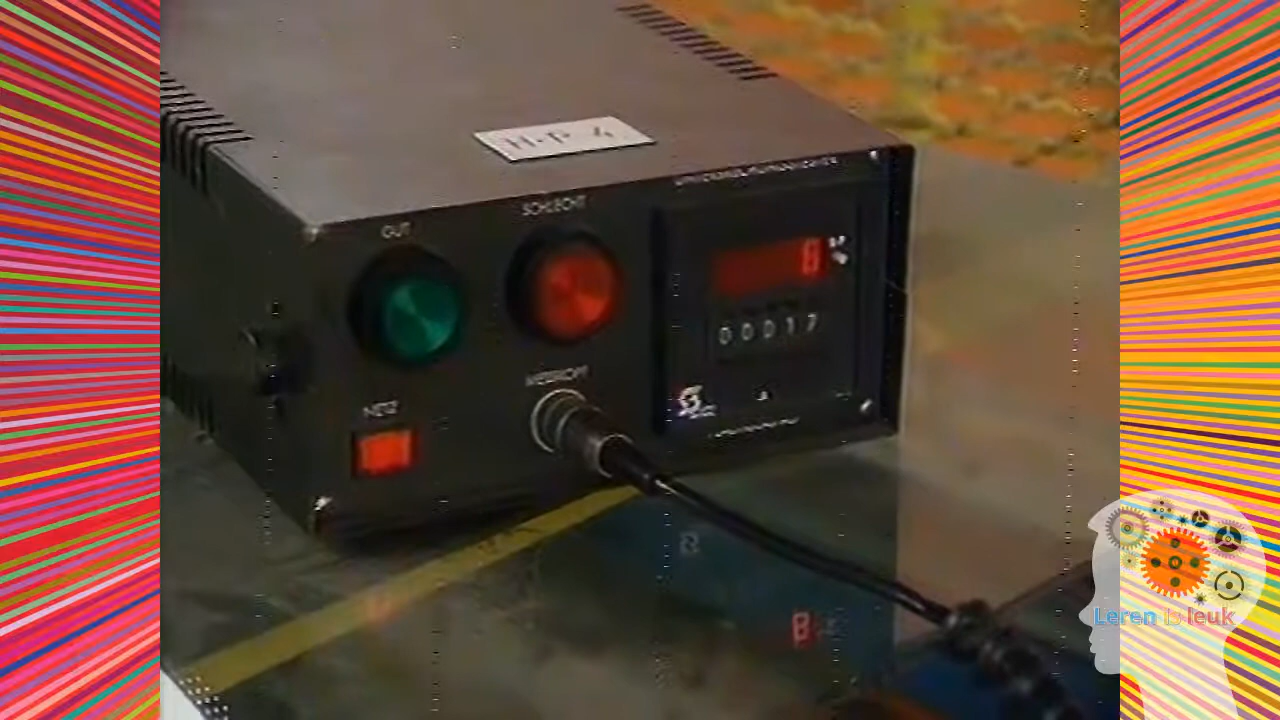 H.P 4
GUT
SCHLECHT
8
00017
NETZ
MESSKOPF
Leren is leuk